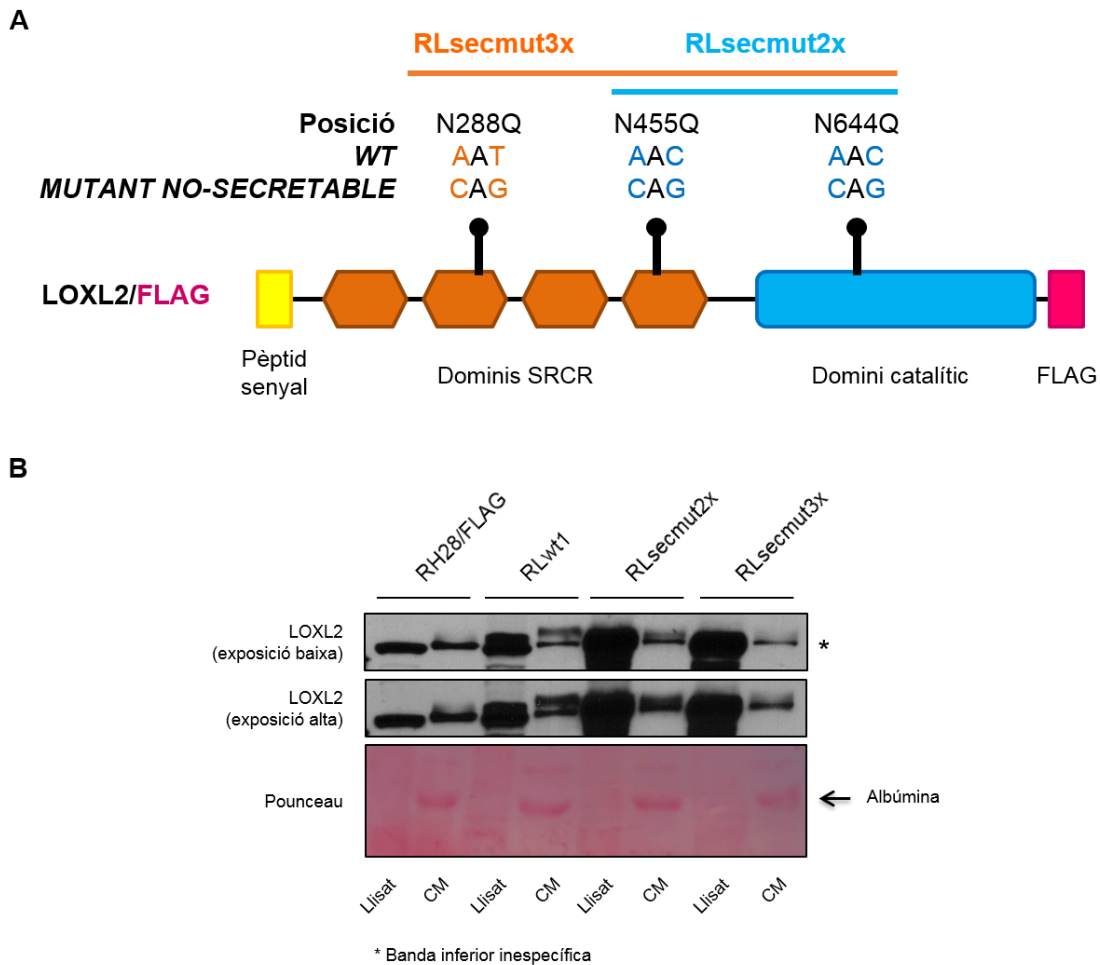 A
RLsecmut3x RLsecmut2x
Posició N288Q N455Q N644Q
WT AAT AAC AAC
MUTANT NO-SECRETABLE CAG CAG CAG
LOXL2/FLAG
Pèptid
senyal
Dominis SRCR
Domini catalític
FLAG
B
RH28/FLAG RLwt1 RLsecmut2x RLsecmut3x
LOXL2
(exposició baixa)
*
LOXL2
(exposició alta)
Pounceau
Albúmina
Llisat CM Llisat CM Llisat CM Llisat CM
* Banda inferior inespecífica